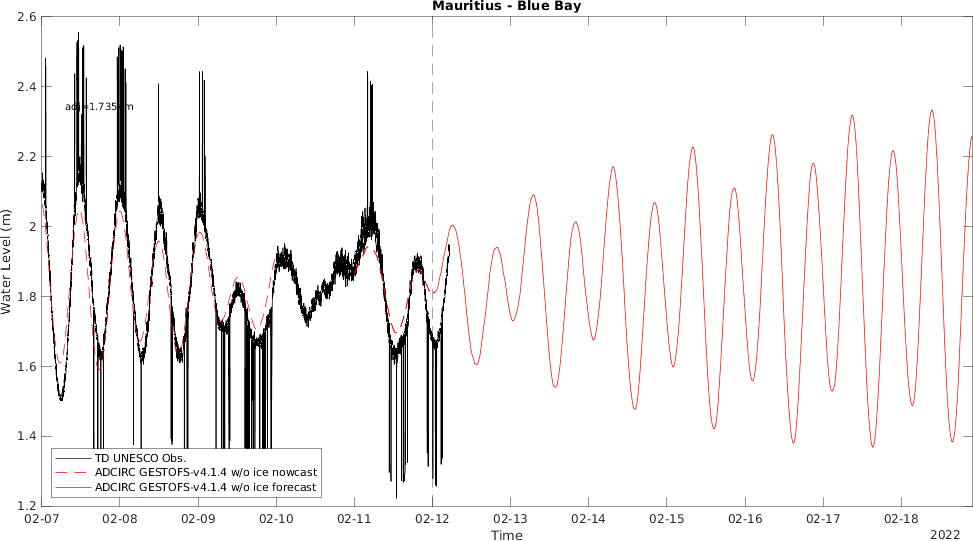 Mauritius - Blue Bay
2.6
2.4
2.2
2
1.8
1.6
1.4
1.2
Water Level (m)
TD UNESCO Obs.
ADCIRC GESTOFS-v4.1.4 w/o ice nowcast
ADCIRC GESTOFS-v4.1.4 w/o ice forecast
02-07 02-08 02-09 02-10 02-11 02-12 02-13 02-14 02-15 02-16 02-17 02-18
Time
2022